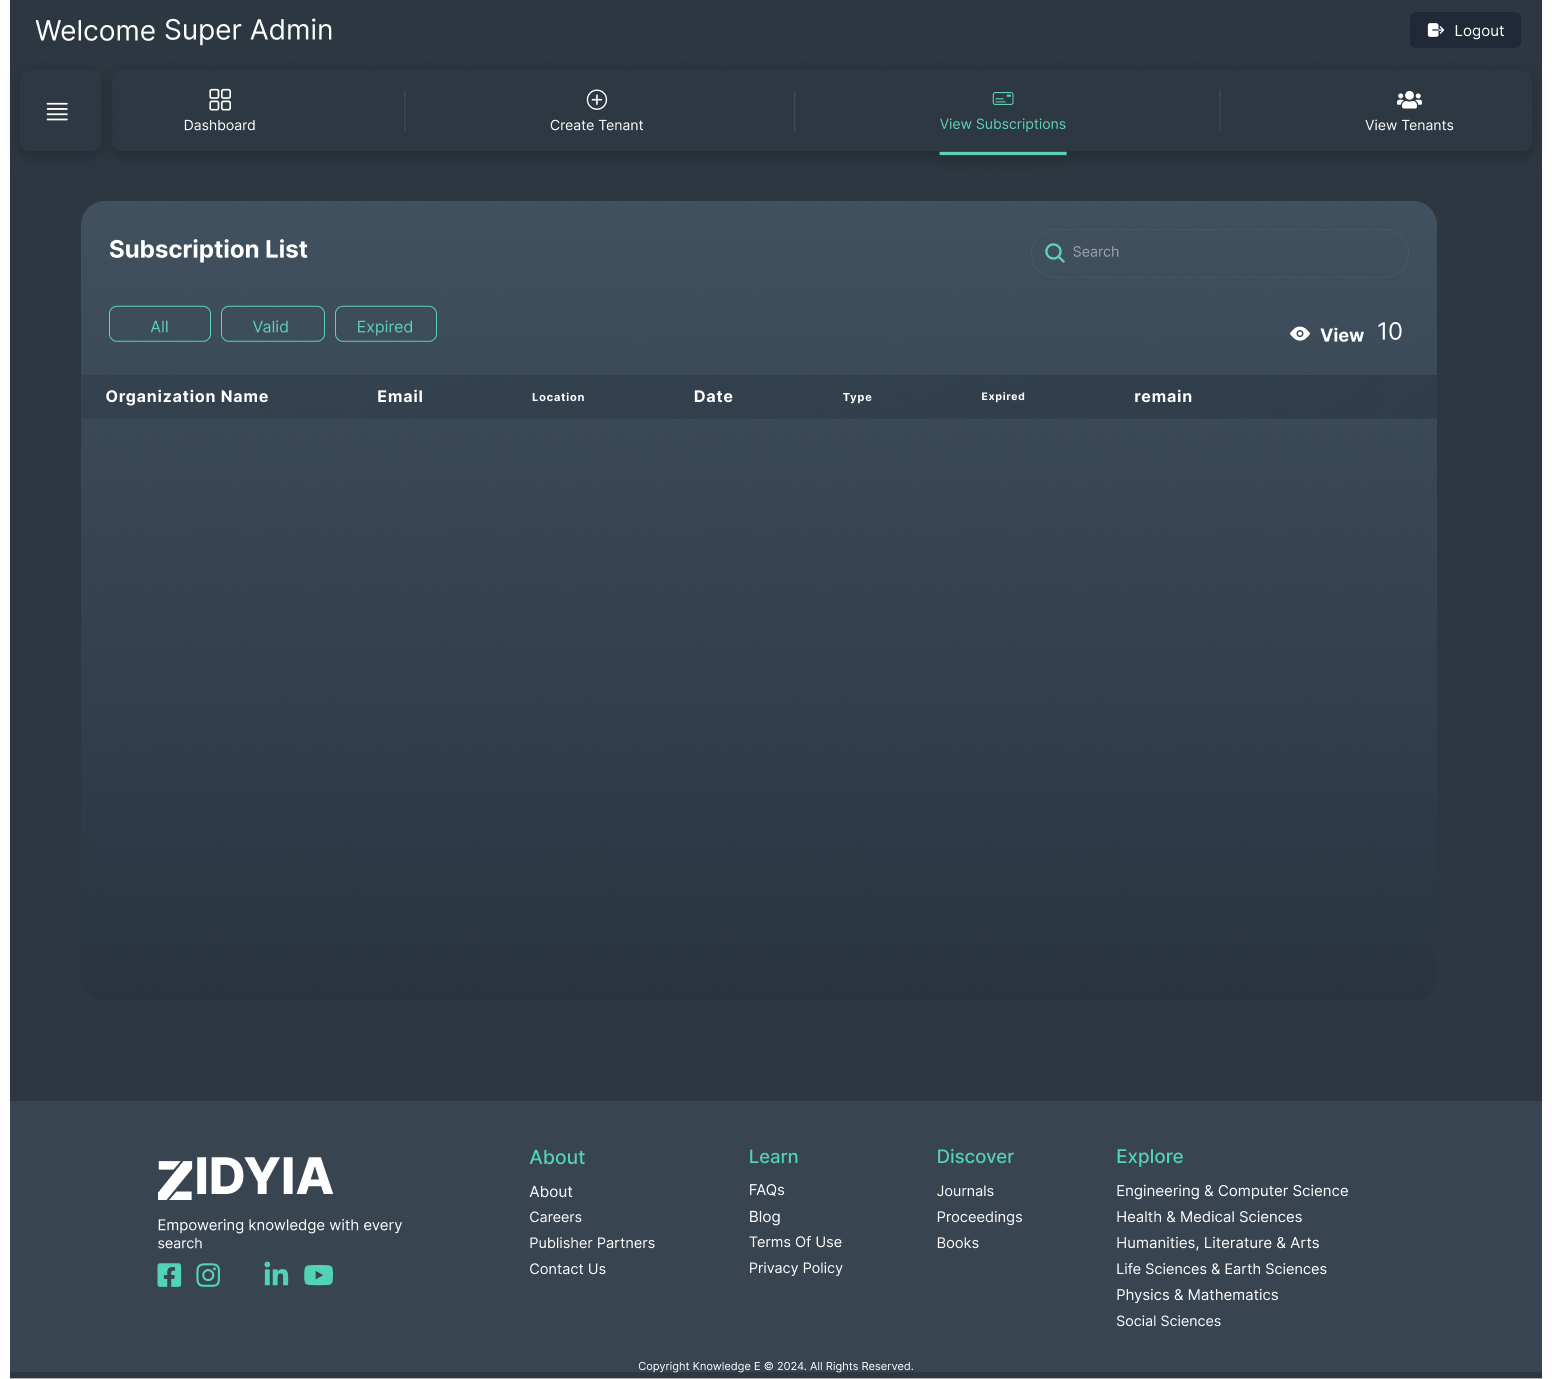 Welcome Super Admin
Logout
Dashboard
Create Tenant
View Subscriptions
View Tenants
Subscription List
Search
All
Valid
Expired
View 10
Organization Name Email Location Date Type Expired remain
ZIDYIA
Empowering knowledge with every
search
About
About
Careers
Publisher Partners
Contact Us
Learn
FAQs
Blog
Terms Of Use
Privacy Policy
Discover
Journals
Proceedings
Books
Explore
Engineering & Computer Science
Health & Medical Sciences
Humanities, Literature & Arts
Life Sciences & Earth Sciences
Physics & Mathematics
Social Sciences
Copyright Knowledge E © 2024. All Rights Reserved.